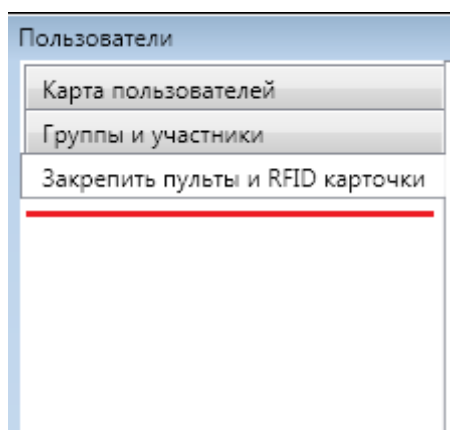 Пользователи
Карта пользователей
Группы и участники
Закрепить пульты и RFID карточки